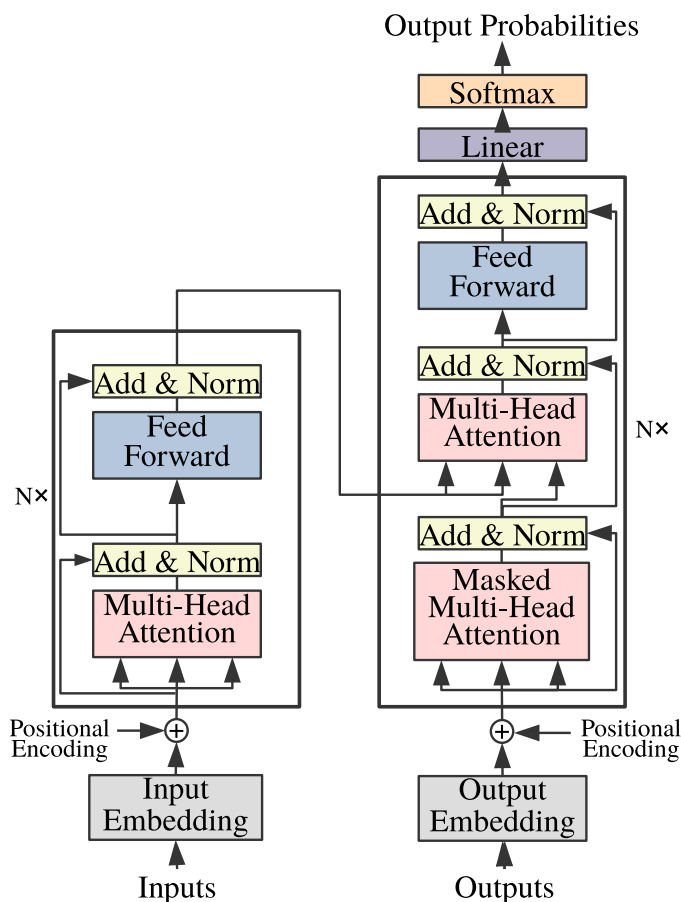 Output Probabilities
Softmax
Linear
Add & Norm
Feed
Forward
Add & Norm
Multi-Head
Attention
N×
Add & Norm
Masked
Multi-Head
Attention
Positional
Encoding
Output
Embedding
Outputs
Add & Norm
Feed
Forward
N×
Add & Norm
Multi-Head
Attention
Positional
Encoding
Input
Embedding
Inputs